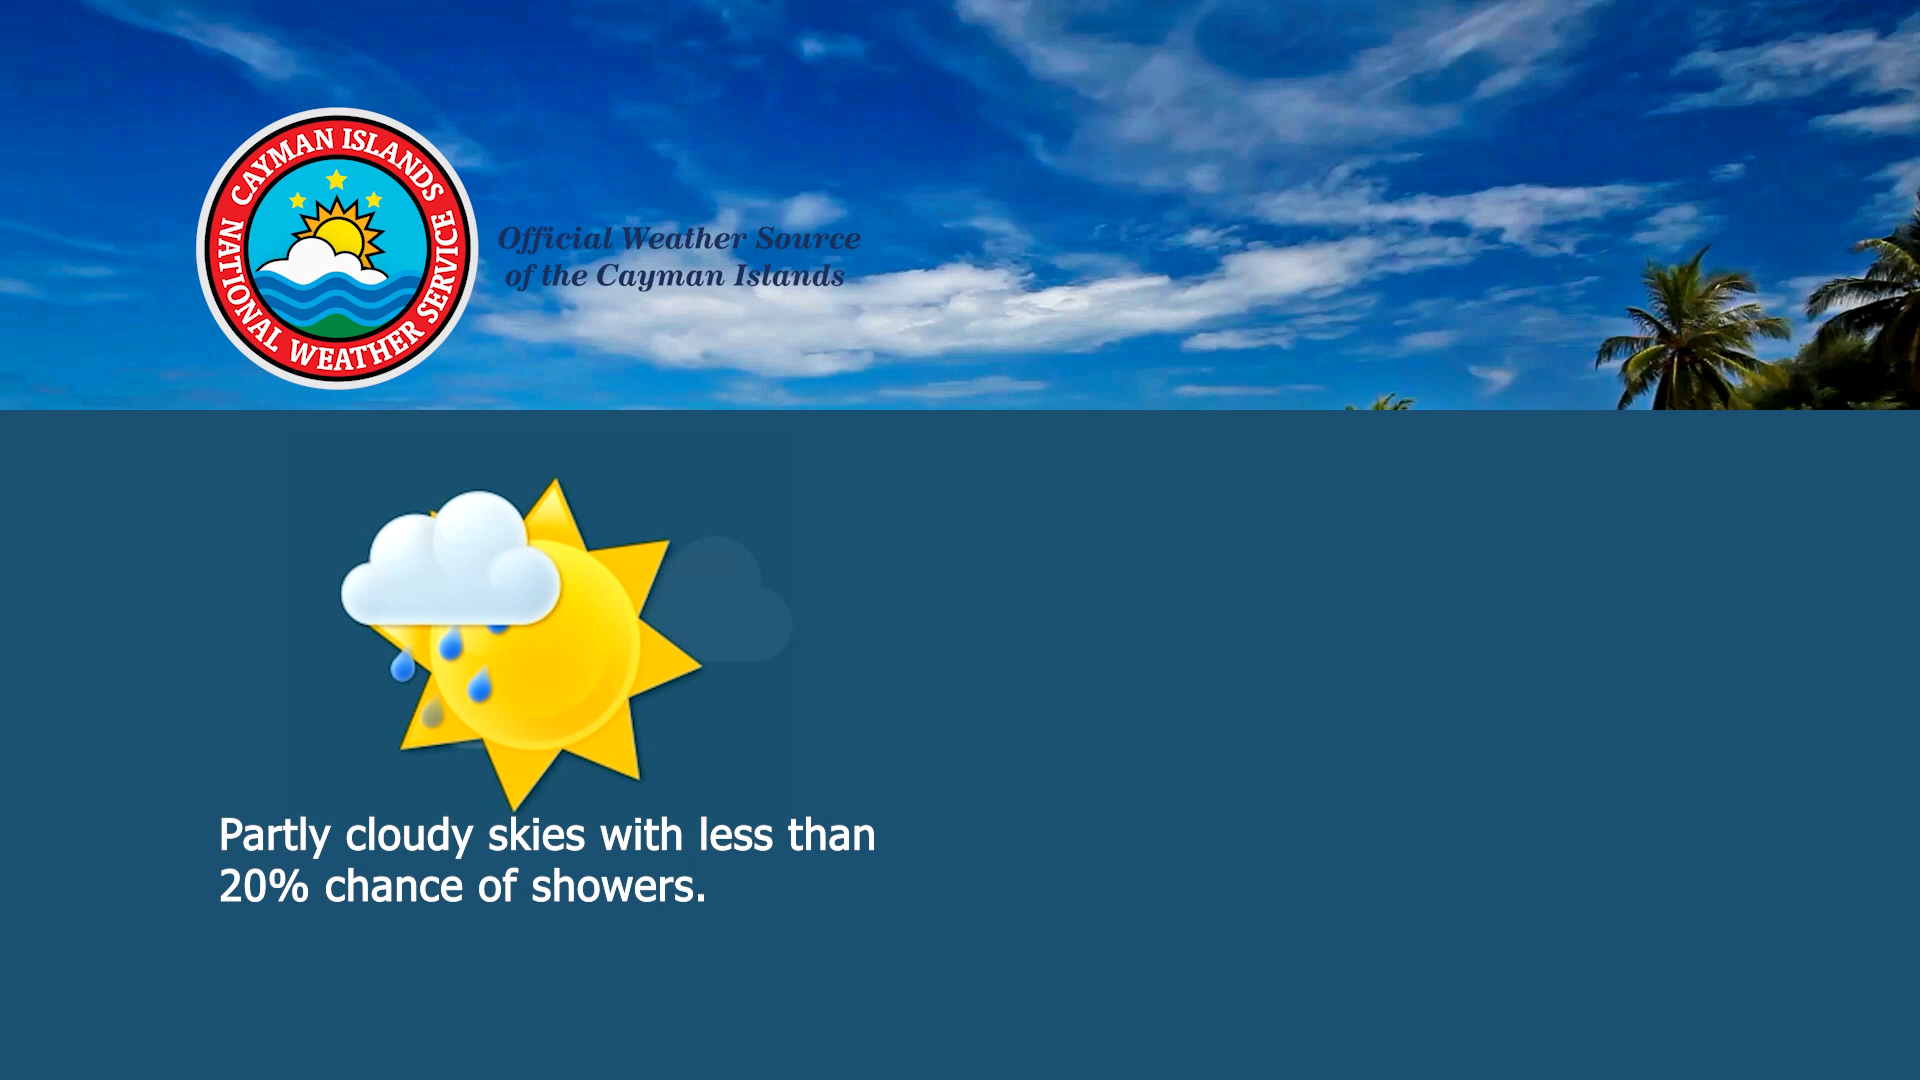 CAYMAN ISLANDS
NATIONAL WEATHER SERVICE
Official Weather Source
of the Cayman Islands
Partly cloudy skies with less than
20% chance of showers.